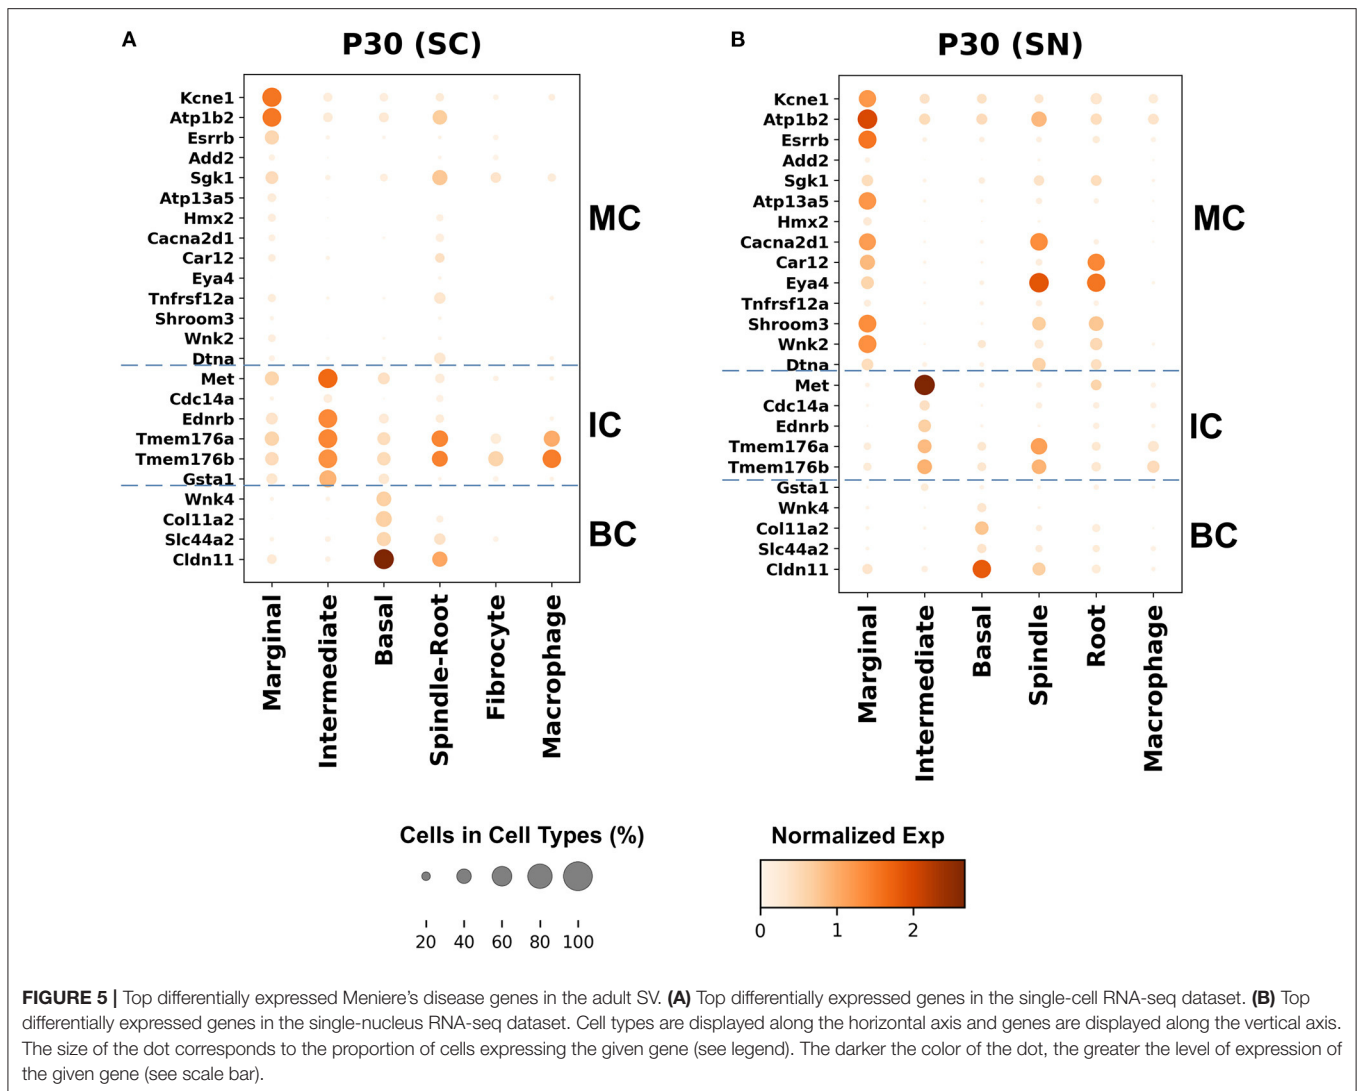 A
P30 (SC)
Kcne1
Atp1b2
Esrrb
Add2
Sgk1
Atp13a5
Hmx2
Cacna2d1
Car12
Eya4
Tnfrsf12a
Shroom3
Wnk2
Dtna
Met
Cdc14a
Ednrb
Tmem176a
Tmem176b
Gsta1
Wnk4
Col11a2
Slc44a2
Cldn11
MC
IC
BC
Marginal
Intermediate
Basal
Spindle-Root
Fibrocyte
Macrophage
B
P30 (SN)
Kcne1
Atp1b2
Esrrb
Add2
Sgk1
Atp13a5
Hmx2
Cacna2d1
Car12
Eya4
Tnfrsf12a
Shroom3
Wnk2
Dtna
Met
Cdc14a
Ednrb
Tmem176a
Tmem176b
Gsta1
Wnk4
Col11a2
Slc44a2
Cldn11
MC
IC
BC
Marginal
Intermediate
Basal
Spindle
Root
Macrophage
Cells in Cell Types (%)
20 40 60 80 100
Normalized Exp
0 1 2
FIGURE 5 | Top differentially expressed Meniere's disease genes in the adult SV. (A) Top differentially expressed genes in the single-cell RNA-seq dataset. (B) Top
differentially expressed genes in the single-nucleus RNA-seq dataset. Cell types are displayed along the horizontal axis and genes are displayed along the vertical axis.
The size of the dot corresponds to the proportion of cells expressing the given gene (see legend). The darker the color of the dot, the greater the level of expression of
the given gene (see scale bar).